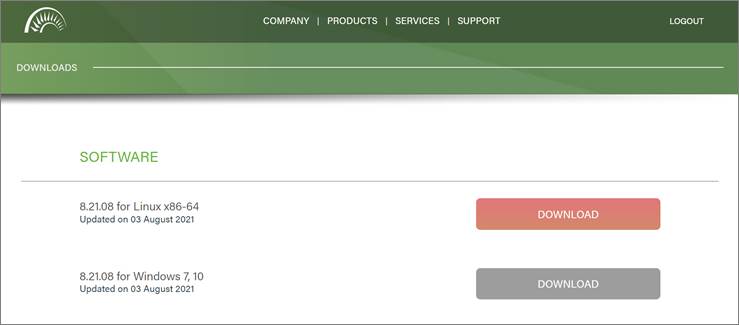 COMPANY | PRODUCTS | SERVICES | SUPPORT LOGOUT
DOWNLOADS
SOFTWARE
8.21.08 for Linux x86-64
Updated on 03 August 2021
DOWNLOAD
8.21.08 for Windows 7, 10
Updated on 03 August 2021
DOWNLOAD